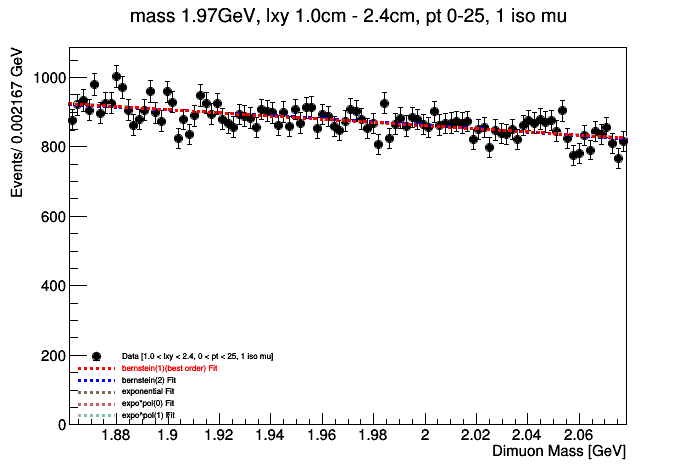 mass 1.97GeV, lxy 1.0cm - 2.4cm, pt 0-25, 1 iso mu
Events/ 0.002167 GeV
1000
800
600
400
200
0
Data [1.0 < lxy < 2.4, 0 < pt < 25, 1 iso mu]
bernstein(1)(best order) Fit
bernstein(2) Fit
exponential Fit
expo*pol(0) Fit
expo*pol(1) Fit
1.88 1.9 1.92 1.94 1.96 1.98 2 2.02 2.04 2.06
Dimuon Mass [GeV]